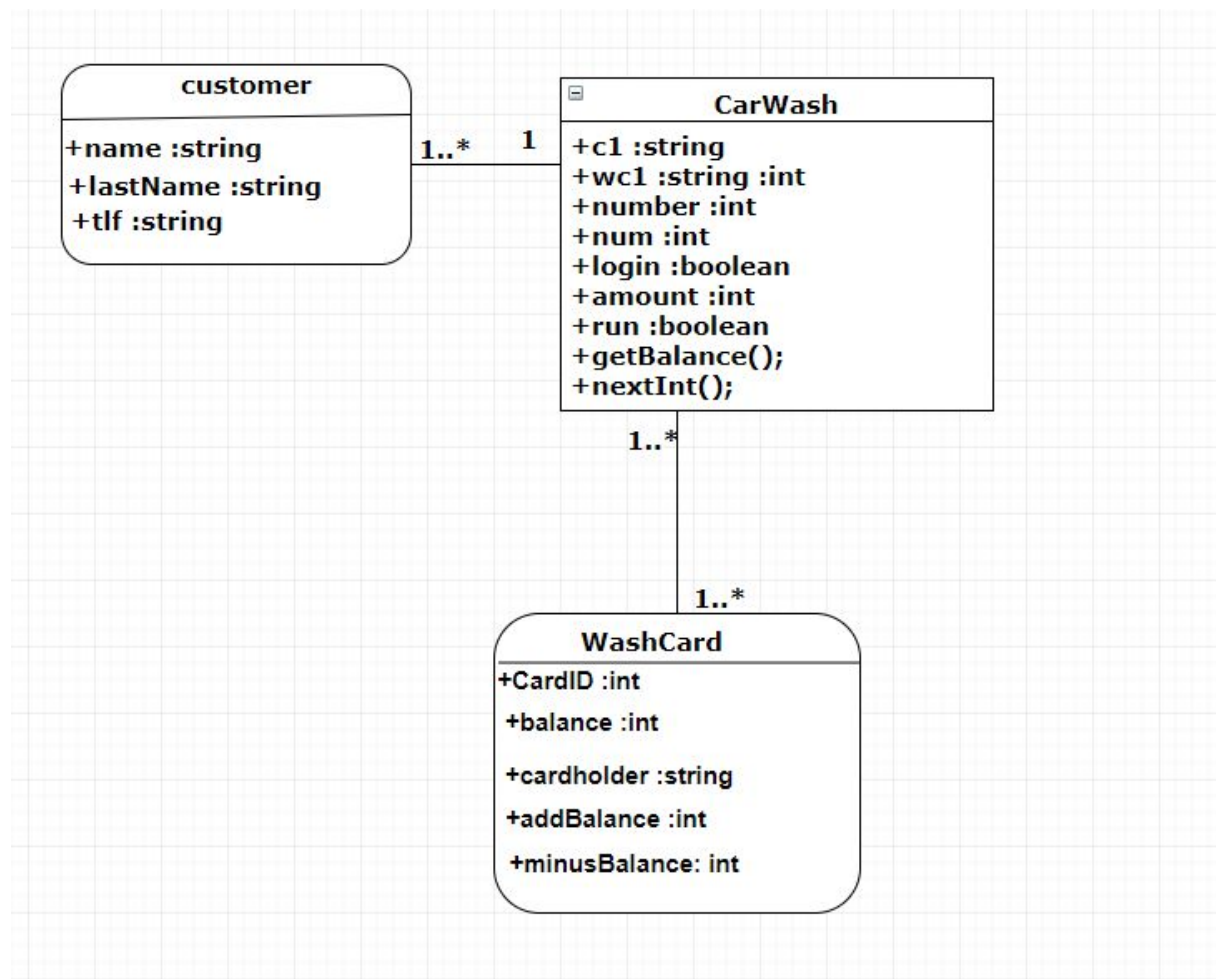 customer
+name :string
+lastName :string
+tlf :string
1..*
1
CarWash
+c1 :string
+wc1 :string :int
+number :int
+num :int
+login :boolean
+amount :int
+run :boolean
+getBalance();
+nextInt();
1..*
1..*
WashCard
+CardID :int
+balance :int
+cardholder :string
+addBalance :int
+minusBalance: int